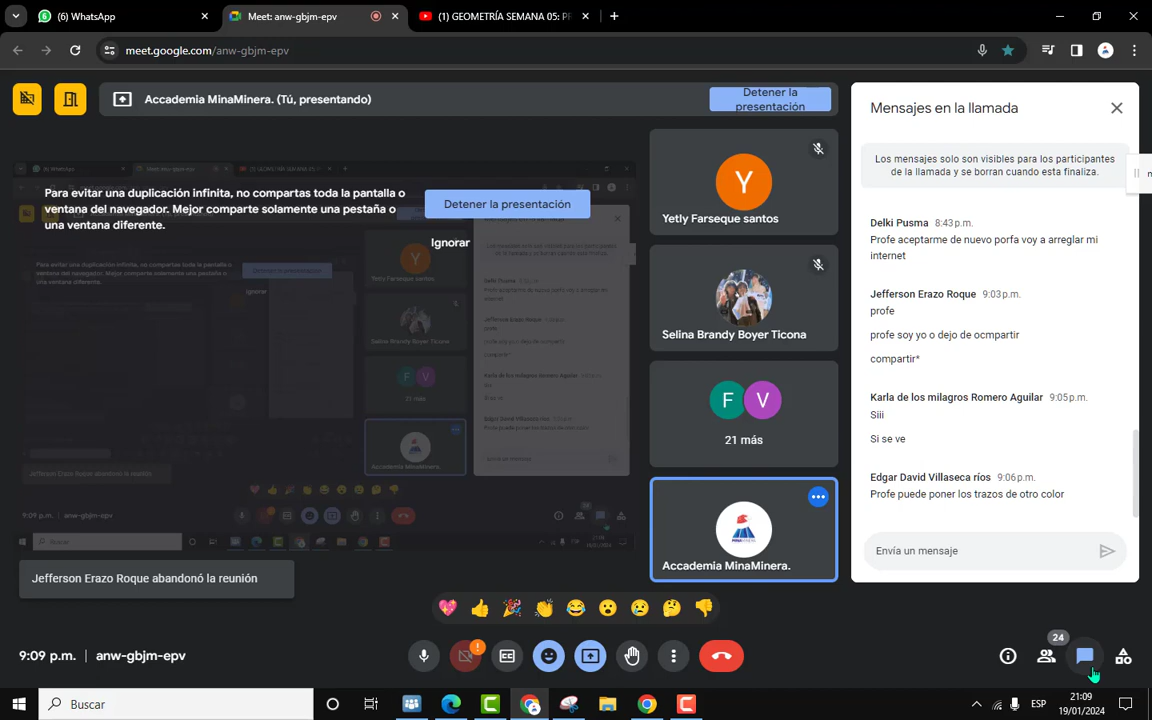 (6) WhatsApp
Meet: anw-gbjm-epv
(1) GEOMETRÍA SEMANA 05: PR
meet.google.com/anw-gbjm-epv
Accademia MinaMinera. (Tú, presentando)
Detener la
presentación
Para evitar una duplicación infinita, no compartas toda la pantalla o
ventana del navegador. Mejor comparte solamente una pestaña o
una ventana diferente.
Detener la presentación
Ignorar
Yetly Farseque santos
Selina Brandy Boyer Ticona
F V
21 más
Accademia MinaMinera.
Jefferson Erazo Roque abandonó la reunión
Mensajes en la llamada
Los mensajes solo son visibles para los participantes
de la llamada y se borran cuando esta finaliza.
Delki Pusma 8:43 p.m.
Profe aceptarme de nuevo porfa voy a arreglar mi
internet
Jefferson Erazo Roque 9:03 p.m.
profe
profe soy yo o dejo de ocmpartir
compartir*
Karla de los milagros Romero Aguilar 9:05 p.m.
Siii
Si se ve
Edgar David Villaseca ríos 9:06 p.m.
Profe puede poner los trazos de otro color
Envía un mensaje
9:09 p.m. | anw-gbjm-epv
24
Buscar
ESP
21:09
19/01/2024